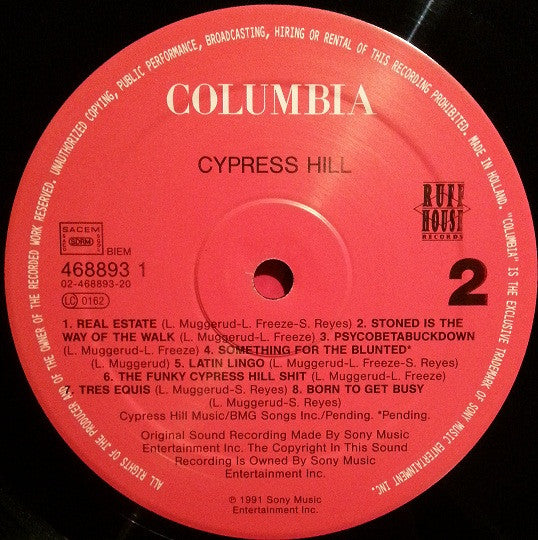 ALL RIGHTS OF THE PRODUCER AND OF THE OWNER OF THE RECORDED WORK RESERVED. UNAUTHORIZED COPYING, PUBLIC PERFORMANCE, BROADCASTING, HIRING OR RENTAL OF THIS RECORDING PROHIBITED. MADE IN HOLLAND. "COLUMBIA" IS THE EXCLUSIVE TRADEMARK OF SONY MUSIC ENTERTAINMENT INC.
COLUMBIA
CYPRESS HILL
RUFF
HOUSE
RECORDS
SACEM
SDRM
BIEM
468893 1
02-468893-20
LC 0162
2
1. REAL ESTATE (L. Muggerud-L. Freeze-S. Reyes) 2. STONED IS THE
WAY OF THE WALK (L. Muggerud-L. Freeze) 3. PSYCOBETABUCKDOWN
(L. Muggerud-L. Freeze) 4. SOMETHING FOR THE BLUNTED*
(L. Muggerud-L. Freeze) 5. LATIN LINGO (L. Muggerud-L. Freeze-S. Reyes)
6. THE FUNKY CYPRESS HILL SHIT (L. Muggerud-L. Freeze)
7. TRES EQUIS (L. Muggerud-S. Reyes) 8. BORN TO GET BUSY
(L. Muggerud-S. Reyes)
Cypress Hill Music/BMG Songs Inc./Pending. *Pending.
Original Sound Recording Made By Sony Music
Entertainment Inc. The Copyright In This Sound
Recording Is Owned By Sony Music
Entertainment Inc.
℗ 1991 Sony Music
Entertainment Inc.